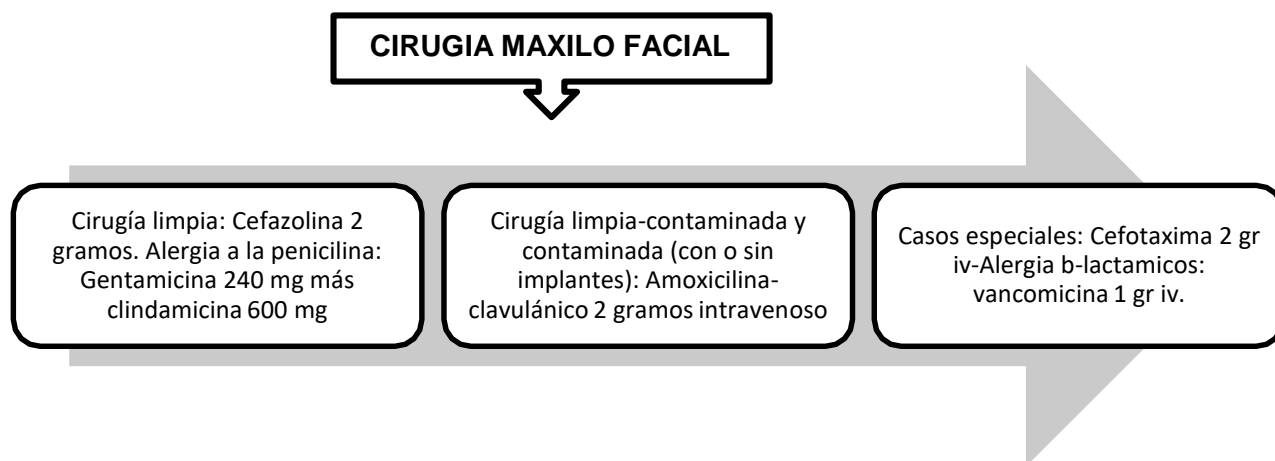 CIRUGIA MAXILO FACIAL
Cirugía limpia: Cefazolina 2
gramos. Alergia a la penicilina:
Gentamicina 240 mg más
clindamicina 600 mg
Cirugía limpia-contaminada y
contaminada (con o sin
implantes): Amoxicilina-
clavulánico 2 gramos intravenoso
Casos especiales: Cefotaxima 2 gr
iv-Alergia b-lactamicos:
vancomicina 1 gr iv.